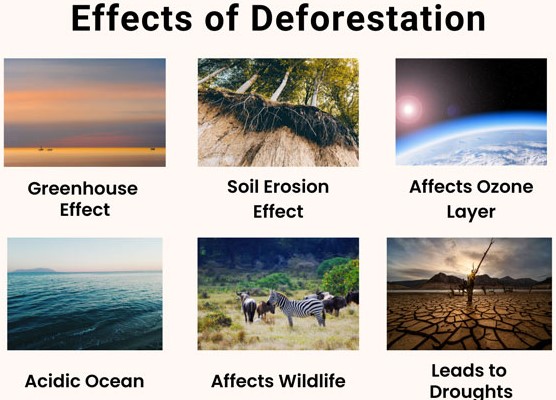 Effects of Deforestation
Greenhouse
Effect
Soil Erosion
Effect
Affects Ozone
Layer
Acidic Ocean
Affects Wildlife
Leads to
Droughts